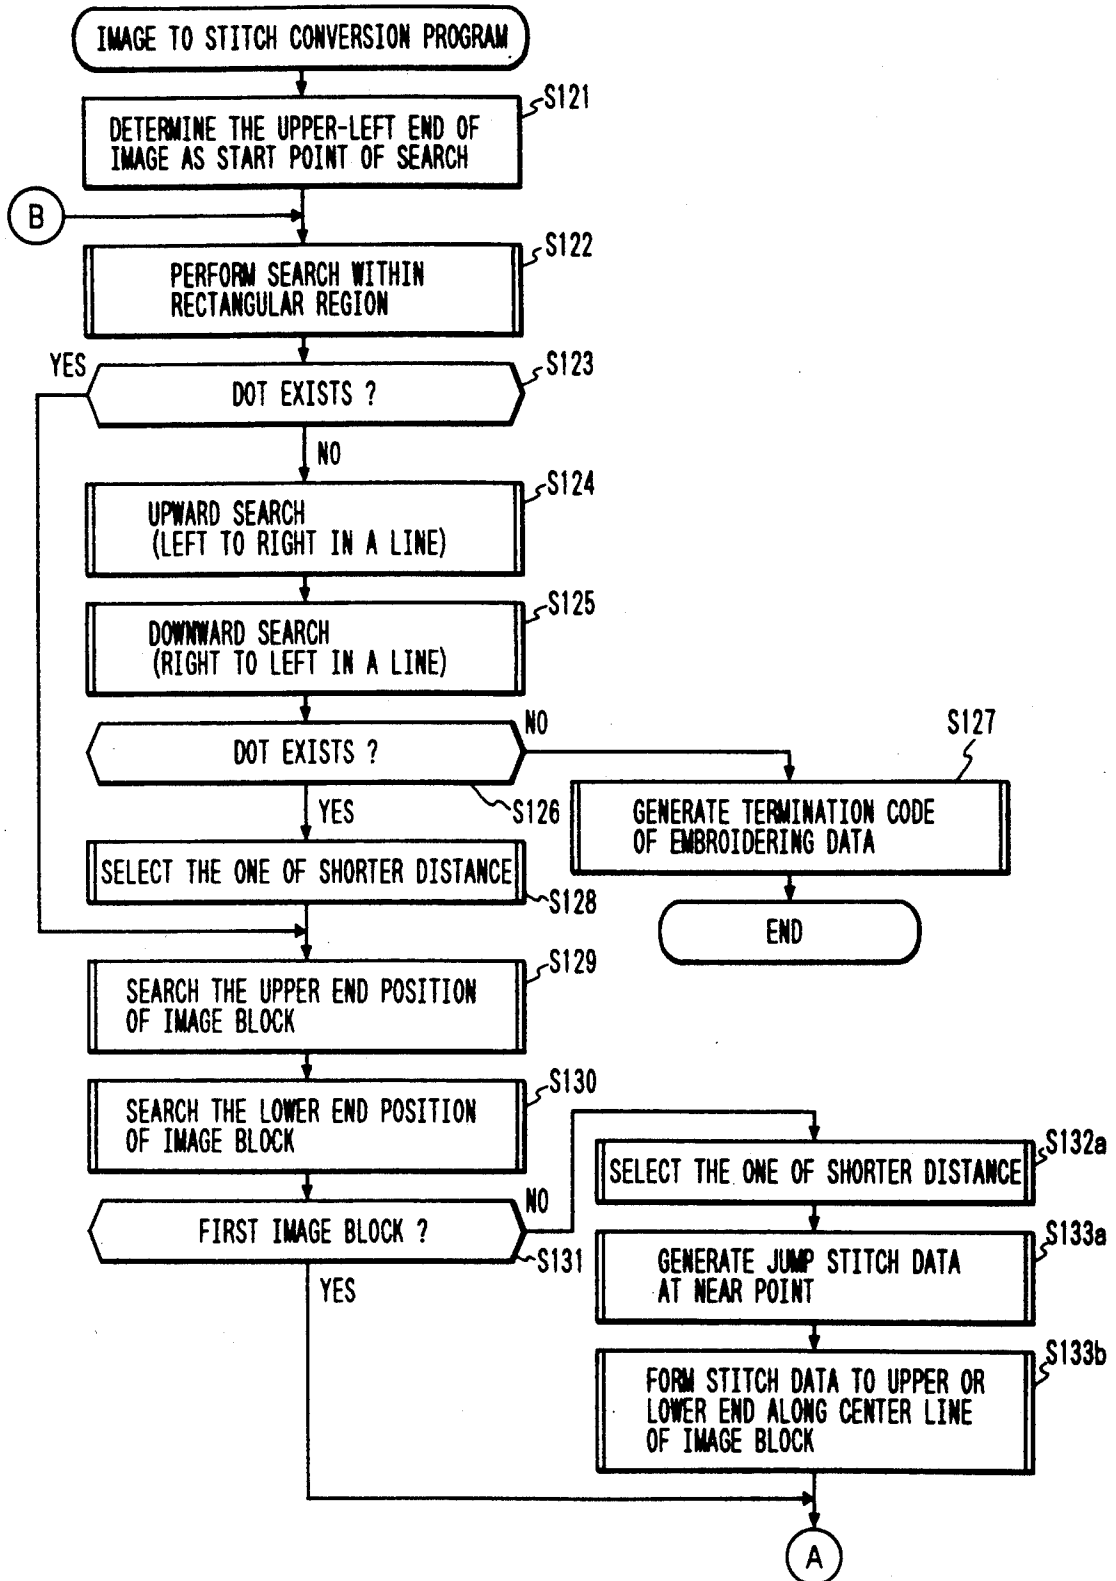 IMAGE TO STITCH CONVERSION PROGRAM
S121
DETERMINE THE UPPER-LEFT END OF
IMAGE AS START POINT OF SEARCH
B
S122
PERFORM SEARCH WITHIN
RECTANGULAR REGION
YES
S123
DOT EXISTS ?
NO
S124
UPWARD SEARCH
(LEFT TO RIGHT IN A LINE)
S125
DOWNWARD SEARCH
(RIGHT TO LEFT IN A LINE)
NO
DOT EXISTS ?
S126
YES
S127
GENERATE TERMINATION CODE
OF EMBROIDERING DATA
SELECT THE ONE OF SHORTER DISTANCE
S128
END
S129
SEARCH THE UPPER END POSITION
OF IMAGE BLOCK
S130
SEARCH THE LOWER END POSITION
OF IMAGE BLOCK
NO
FIRST IMAGE BLOCK ?
S131
YES
S132a
SELECT THE ONE OF SHORTER DISTANCE
S133a
GENERATE JUMP STITCH DATA
AT NEAR POINT
S133b
FORM STITCH DATA TO UPPER OR
LOWER END ALONG CENTER LINE
OF IMAGE BLOCK
A